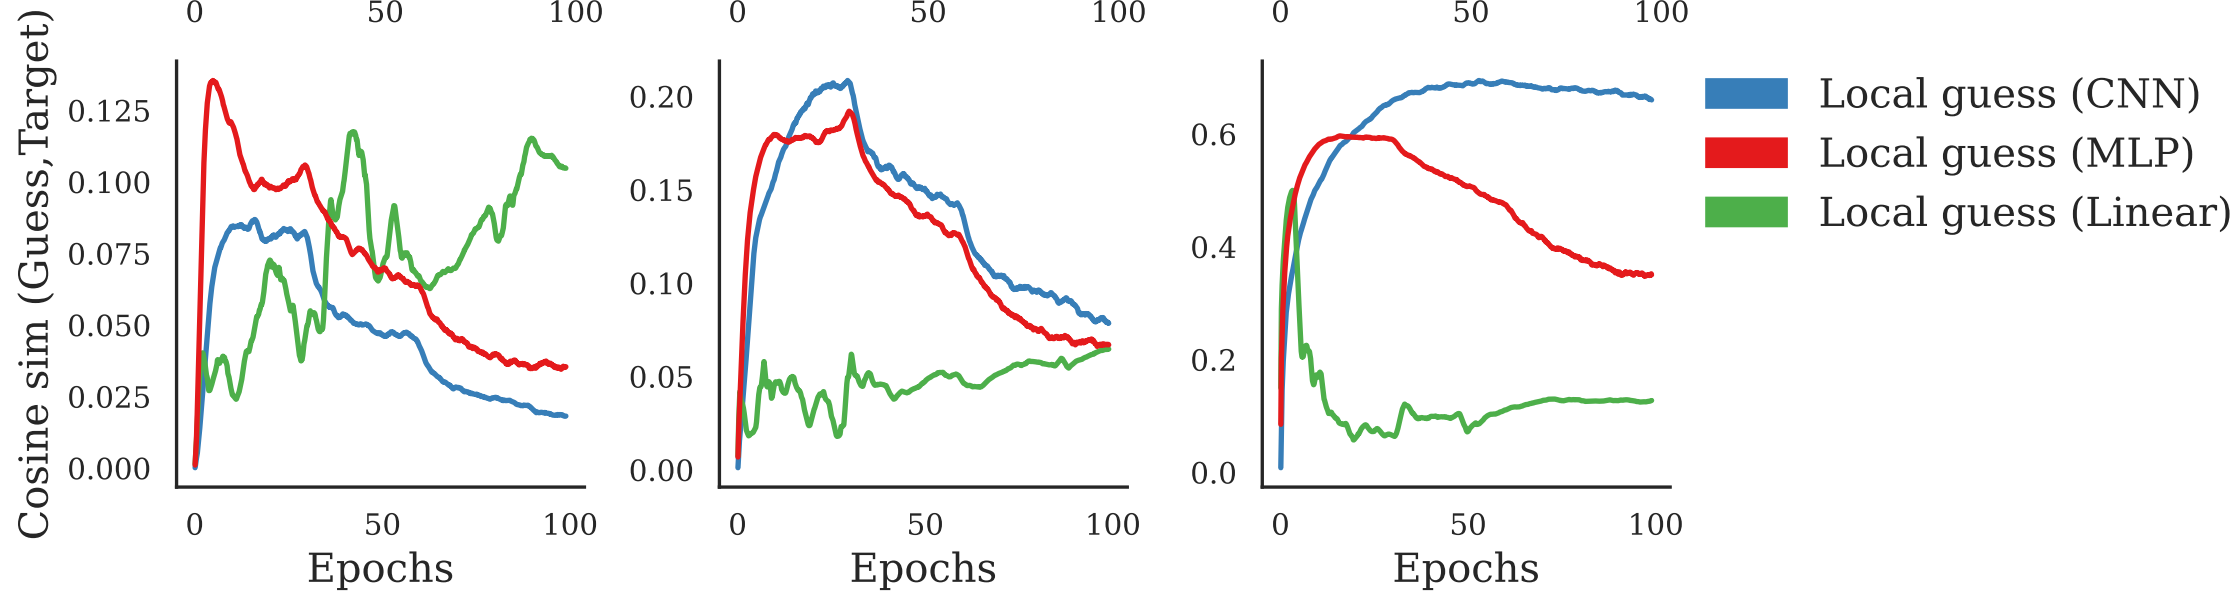 0 50 100 0 50 100 0 50 100
Cosine sim (Guess,Target)
0.125
0.100
0.075
0.050
0.025
0.000
0 50 100
Epochs
0.20
0.15
0.10
0.05
0.00
0 50 100
Epochs
0.6
0.4
0.2
0.0
0 50 100
Epochs
Local guess (CNN)
Local guess (MLP)
Local guess (Linear)